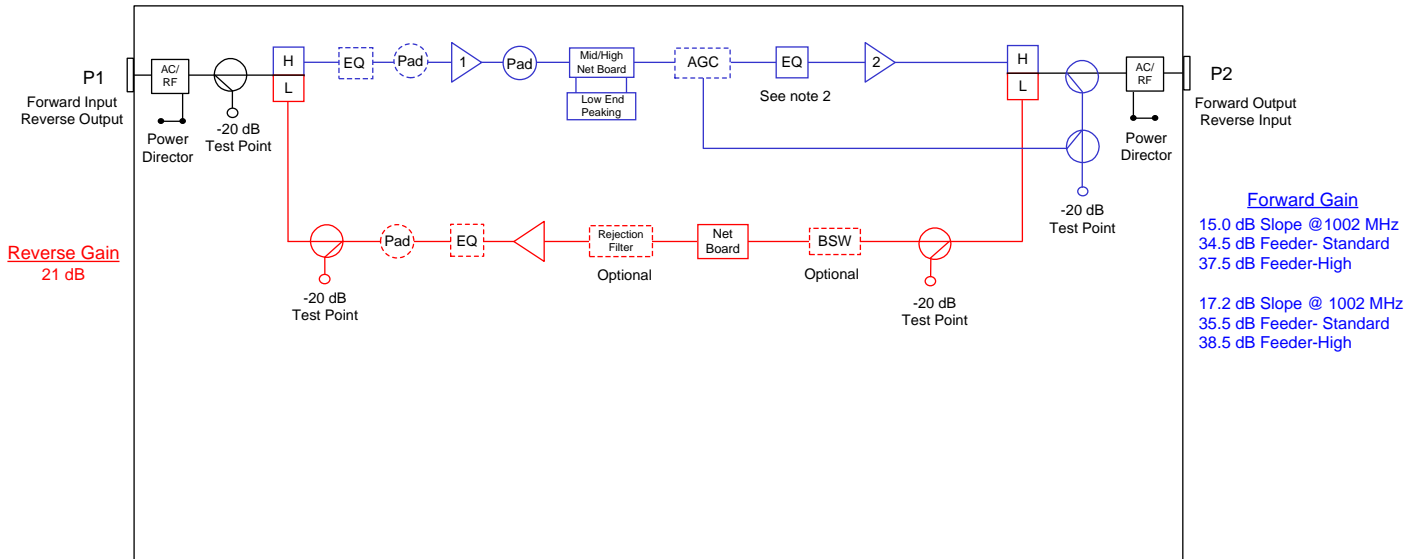 P1
Forward Input
Reverse Output
AC/
RF
Power
Director
-20 dB
Test Point
H
L
EQ
Pad
1
Pad
Mid/High
Net Board
Low End
Peaking
AGC
EQ
See note 2
2
H
L
AC/
RF
Power
Director
P2
Forward Output
Reverse Input
-20 dB
Test Point
Reverse Gain
21 dB
-20 dB
Test Point
Pad
EQ
Rejection
Filter
Optional
Net
Board
BSW
Optional
-20 dB
Test Point
Forward Gain
15.0 dB Slope @1002 MHz
34.5 dB Feeder- Standard
37.5 dB Feeder-High
17.2 dB Slope @ 1002 MHz
35.5 dB Feeder- Standard
38.5 dB Feeder-High